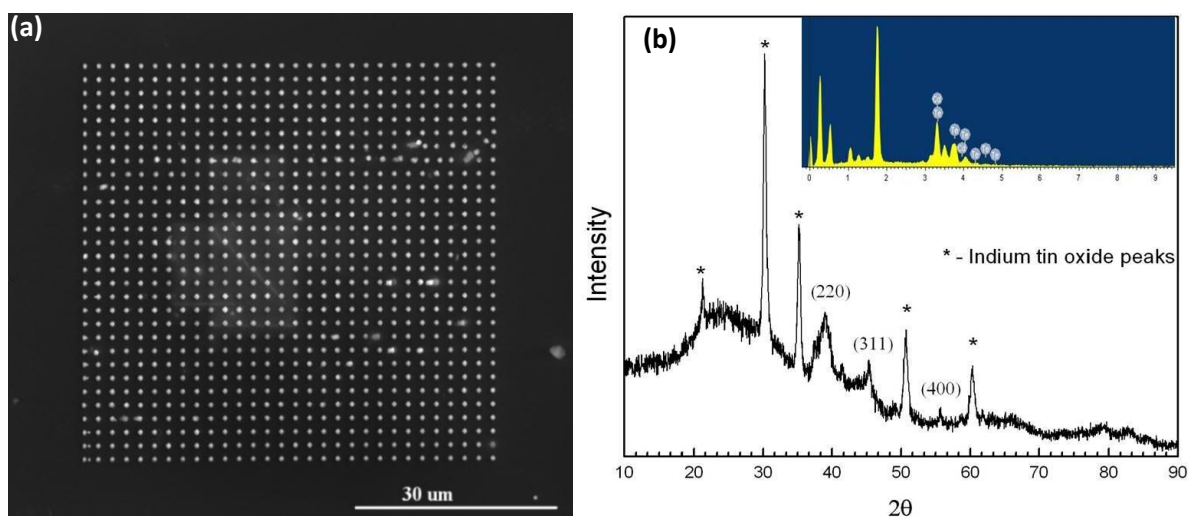 (a)
30 um
(b)
*
*
*
*
*
* - Indium tin oxide peaks
(220)
(311)
(400)
Intensity
0 1 2 3 4 5 6 7 8 9
10 20 30 40 50 60 70 80 90
2θ